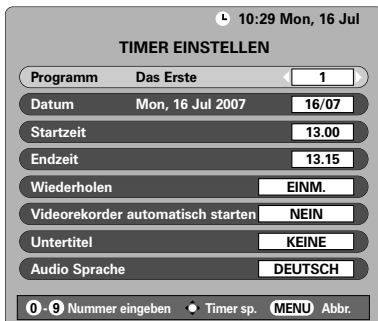 10:29 Mon, 16 Jul
TIMER EINSTELLEN
Programm Das Erste 1
Datum Mon, 16 Jul 2007 16/07
Startzeit 13.00
Endzeit 13.15
Wiederholen EINM.
Videorekorder automatisch starten NEIN
Untertitel KEINE
Audio Sprache DEUTSCH
0 - 9 Nummer eingeben Timer sp. MENU Abbr.